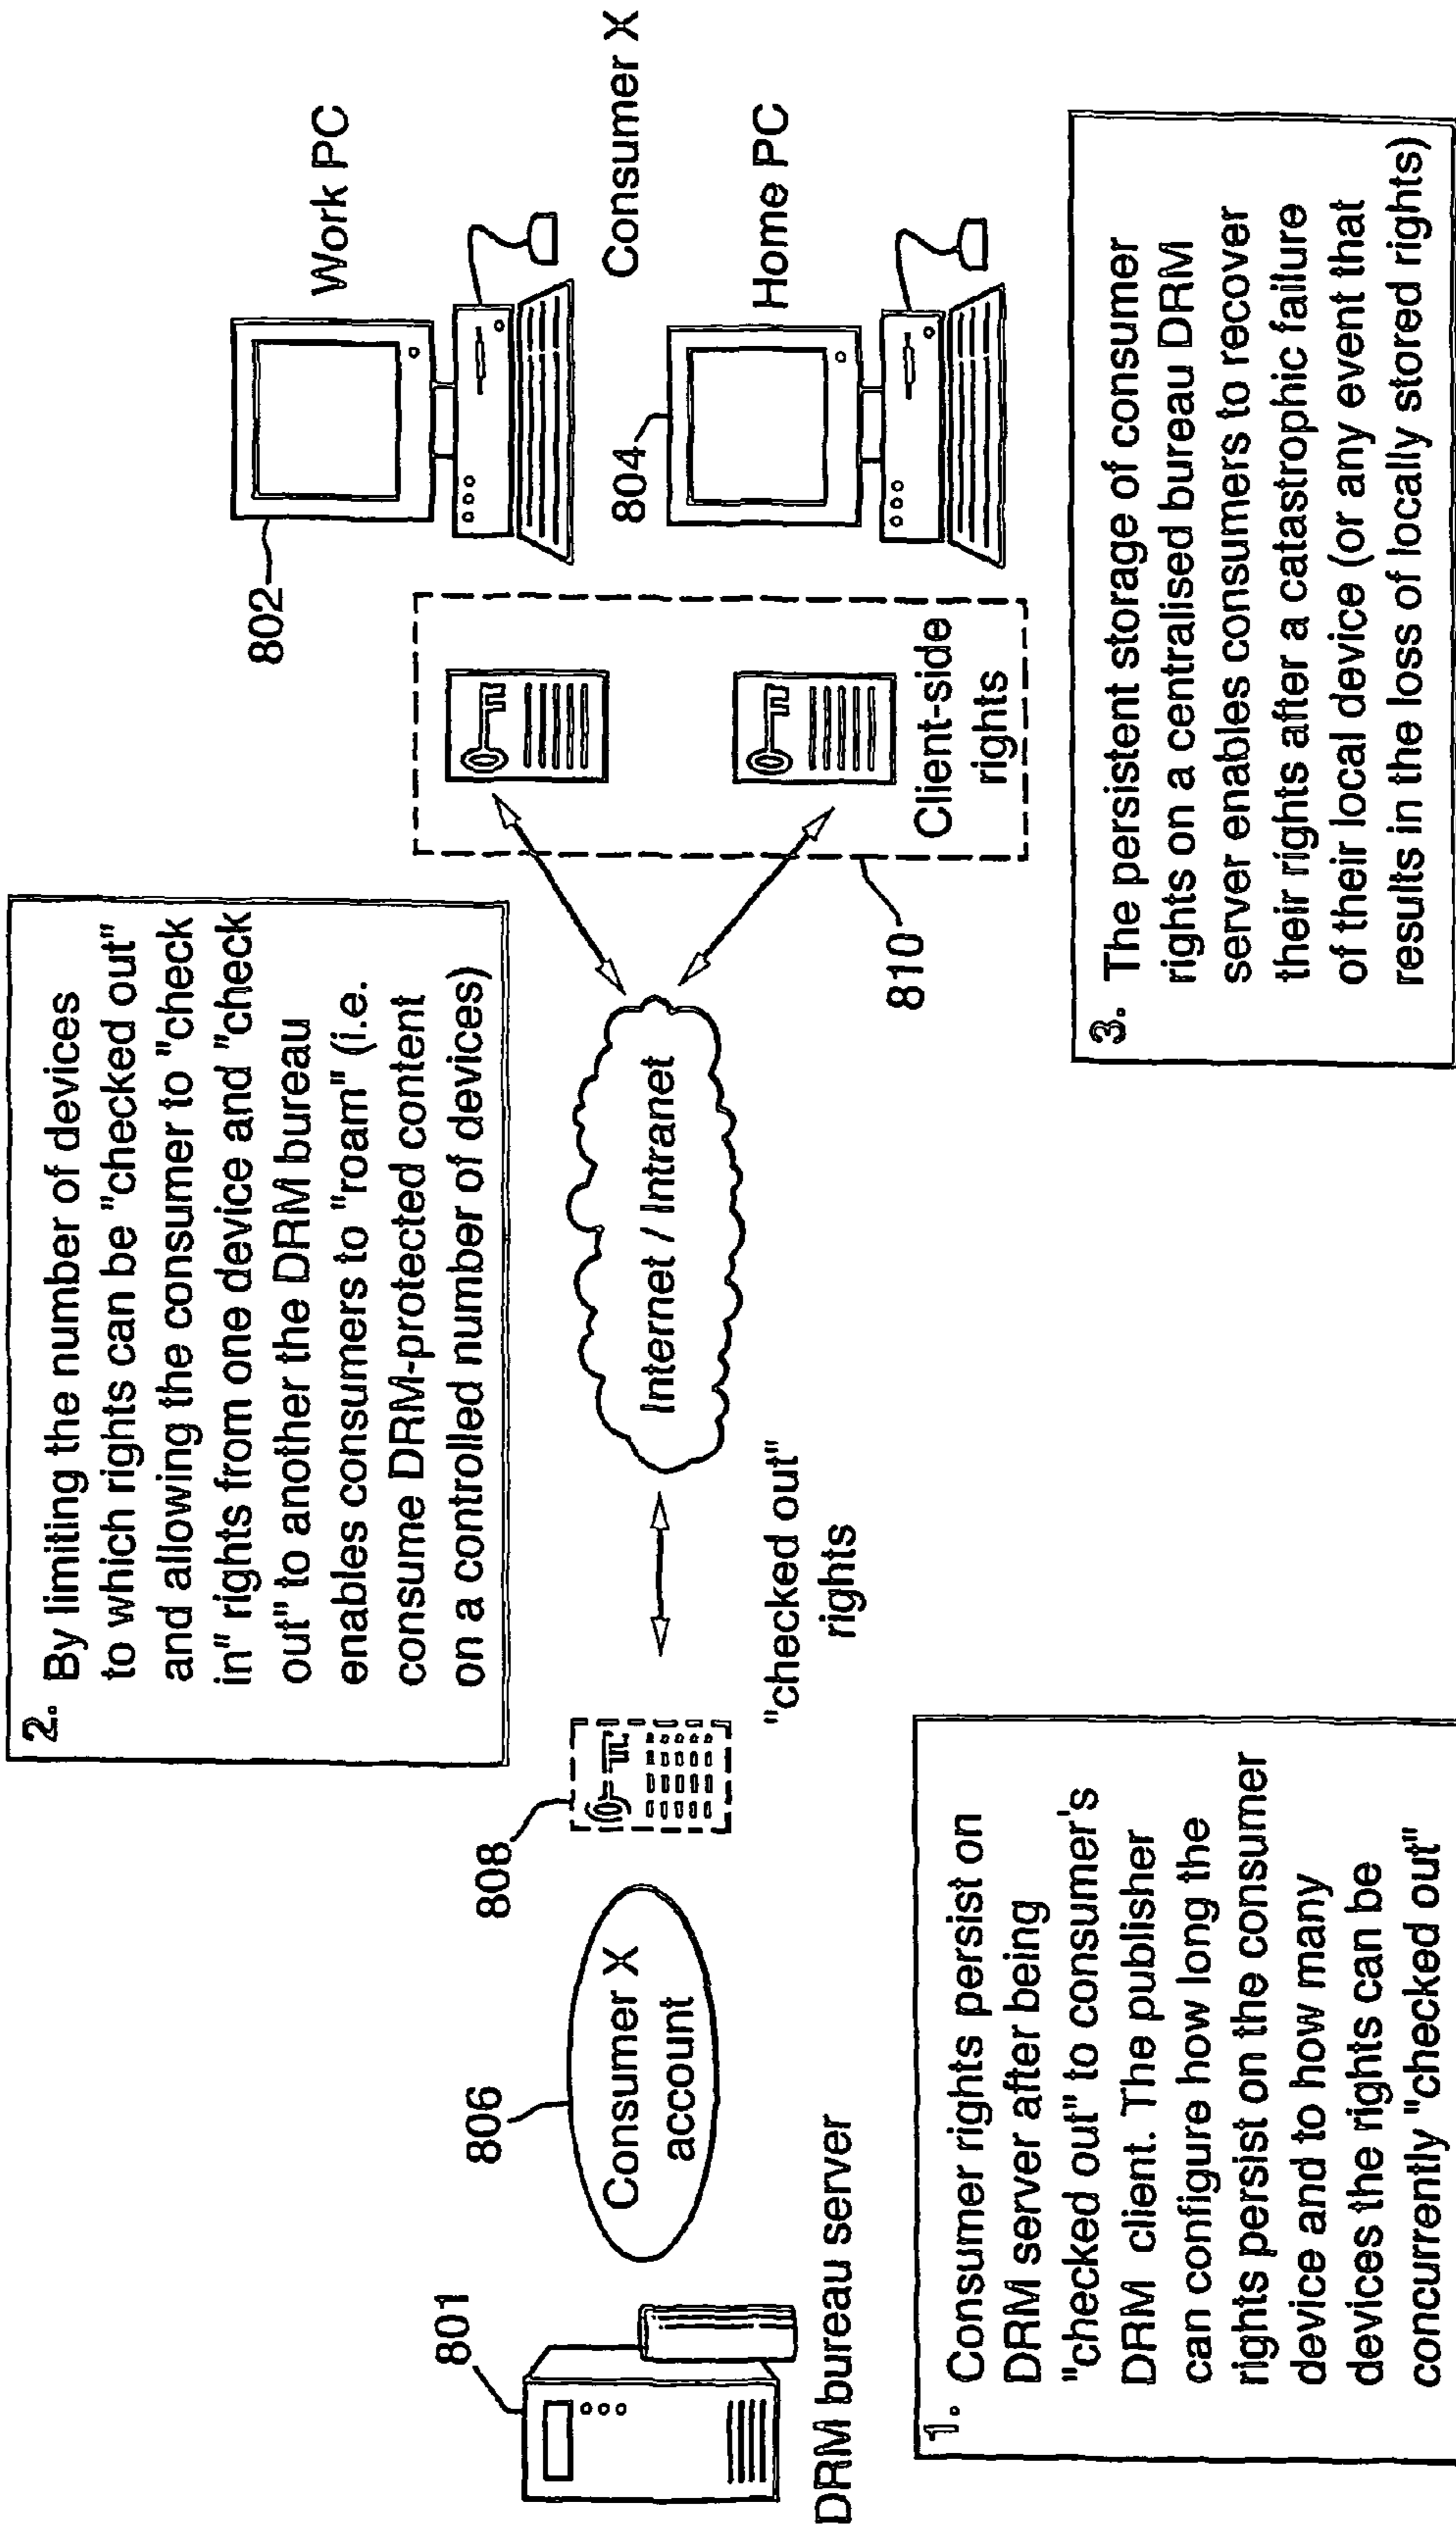 2. By limiting the number of devices
to which rights can be "checked out"
and allowing the consumer to "check
in" rights from one device and "check
out" to another the DRM bureau
enables consumers to "roam" (i.e.
consume DRM-protected content
on a controlled number of devices)
801
DRM bureau server
806
Consumer X
account
808
"checked out"
rights
Internet / Intranet
810
Client-side
rights
802
Work PC
Consumer X
804
Home PC
1. Consumer rights persist on
DRM server after being
"checked out" to consumer's
DRM client. The publisher
can configure how long the
rights persist on the consumer
device and to how many
devices the rights can be
concurrently "checked out"
3. The persistent storage of consumer
rights on a centralised bureau DRM
server enables consumers to recover
their rights after a catastrophic failure
of their local device (or any event that
results in the loss of locally stored rights)